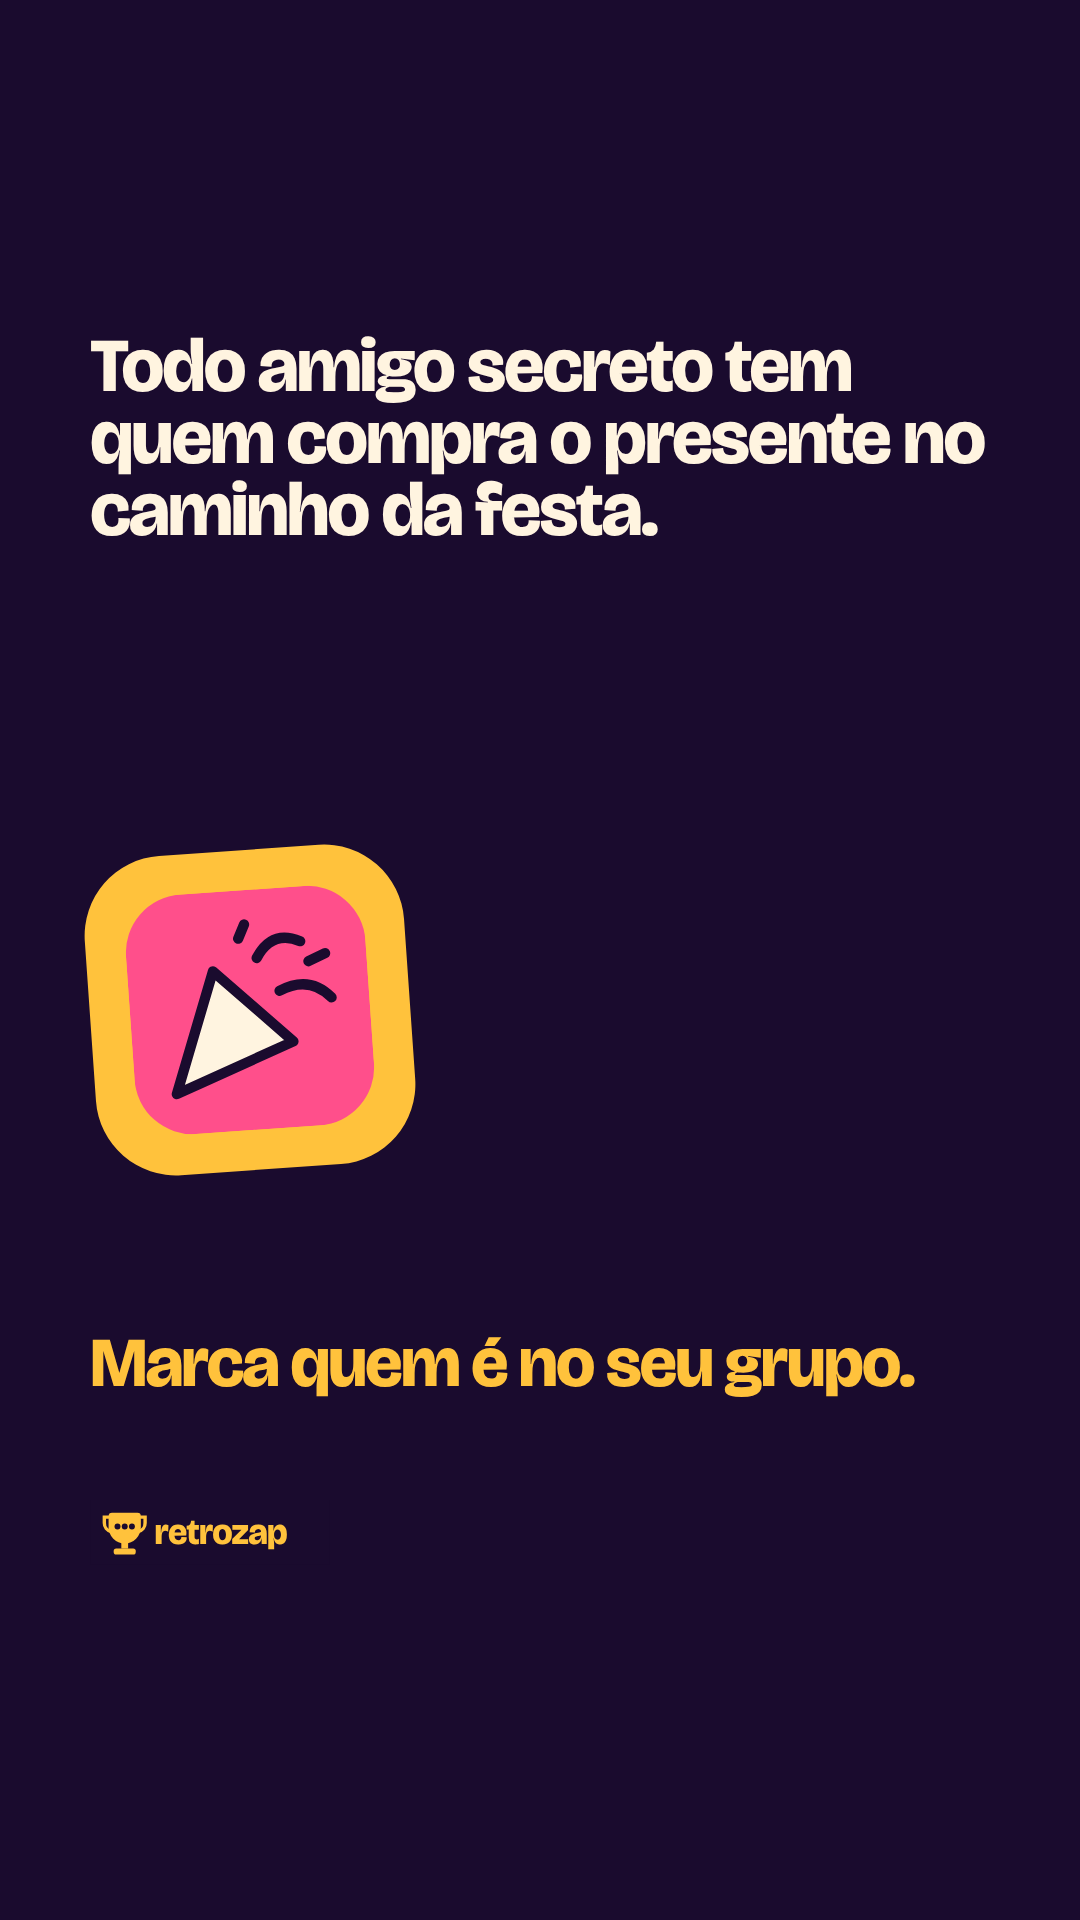 Todo amigo secreto tem
quem compra o presente no
caminho da festa.
Marca quem é no seu grupo.
retrozap